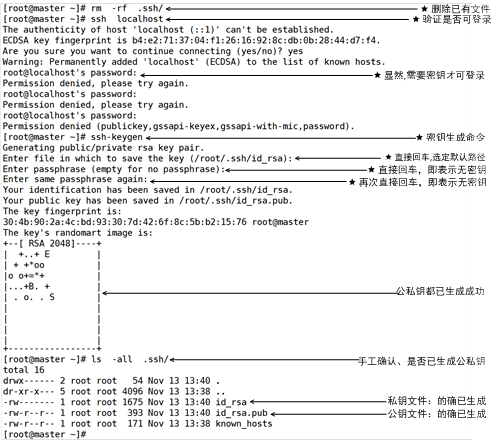 [root@master ~]# rm  -rf  .ssh/ ★ 删除已有文件
[root@master ~]# ssh  localhost ★ 验证是否可登录
The authenticity of host 'localhost (::1)' can't be established.
ECDSA key fingerprint is b4:e2:71:37:04:f1:26:16:92:8c:db:0b:28:44:d7:f4.
Are you sure you want to continue connecting (yes/no)? yes
Warning: Permanently added 'localhost' (ECDSA) to the list of known hosts.
root@localhost's password: ★ 显然,需要密钥才可登录
Permission denied, please try again.
root@localhost's password:
Permission denied, please try again.
root@localhost's password:
Permission denied (publickey,gssapi-keyex,gssapi-with-mic,password).
[root@master ~]# ssh-keygen ★ 密钥生成命令
Generating public/private rsa key pair.
Enter file in which to save the key (/root/.ssh/id_rsa): ★ 直接回车,选定默认路径
Enter passphrase (empty for no passphrase): ★ 直接回车，即表示无密钥
Enter same passphrase again: ★ 再次直接回车，即表示无密钥
Your identification has been saved in /root/.ssh/id_rsa.
Your public key has been saved in /root/.ssh/id_rsa.pub.
The key fingerprint is:
30:4b:90:2a:4c:bd:93:30:7d:42:6f:8c:5b:b2:15:76 root@master
The key's randomart image is:
+--[ RSA 2048]----+
|  +..+ E         |
| + +*oo          |
|o o+=*+          |
|...+B. +         |
| . o. . S        | 公私钥都已生成成功
|                 |
|                 |
|                 |
|                 |
+-----------------+
[root@master ~]# ls  -all  .ssh/ 手工确认、是否已生成公私钥
total 16
drwx------ 2 root root   54 Nov 13 13:40 .
dr-xr-x--- 5 root root 4096 Nov 13 13:38 ..
-rw------- 1 root root 1675 Nov 13 13:40 id_rsa 私钥文件：的确已生成
-rw-r--r-- 1 root root  393 Nov 13 13:40 id_rsa.pub 公钥文件：的确已生成
-rw-r--r-- 1 root root  171 Nov 13 13:38 known_hosts
[root@master ~]#